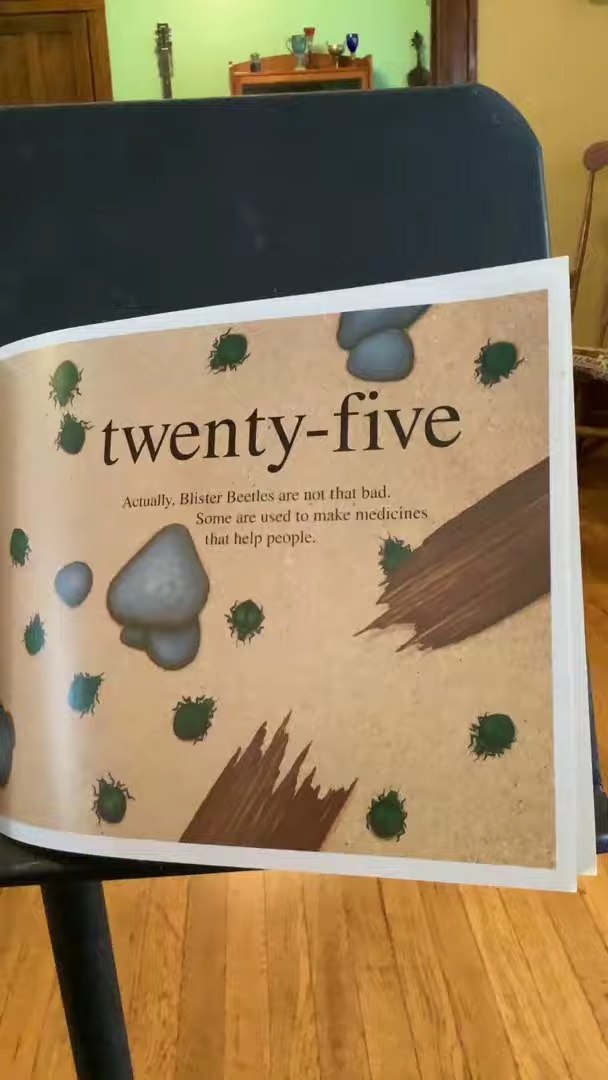 twenty-five
Actually, Blister Beetles are not that bad.
Some are used to make medicines
that help people.